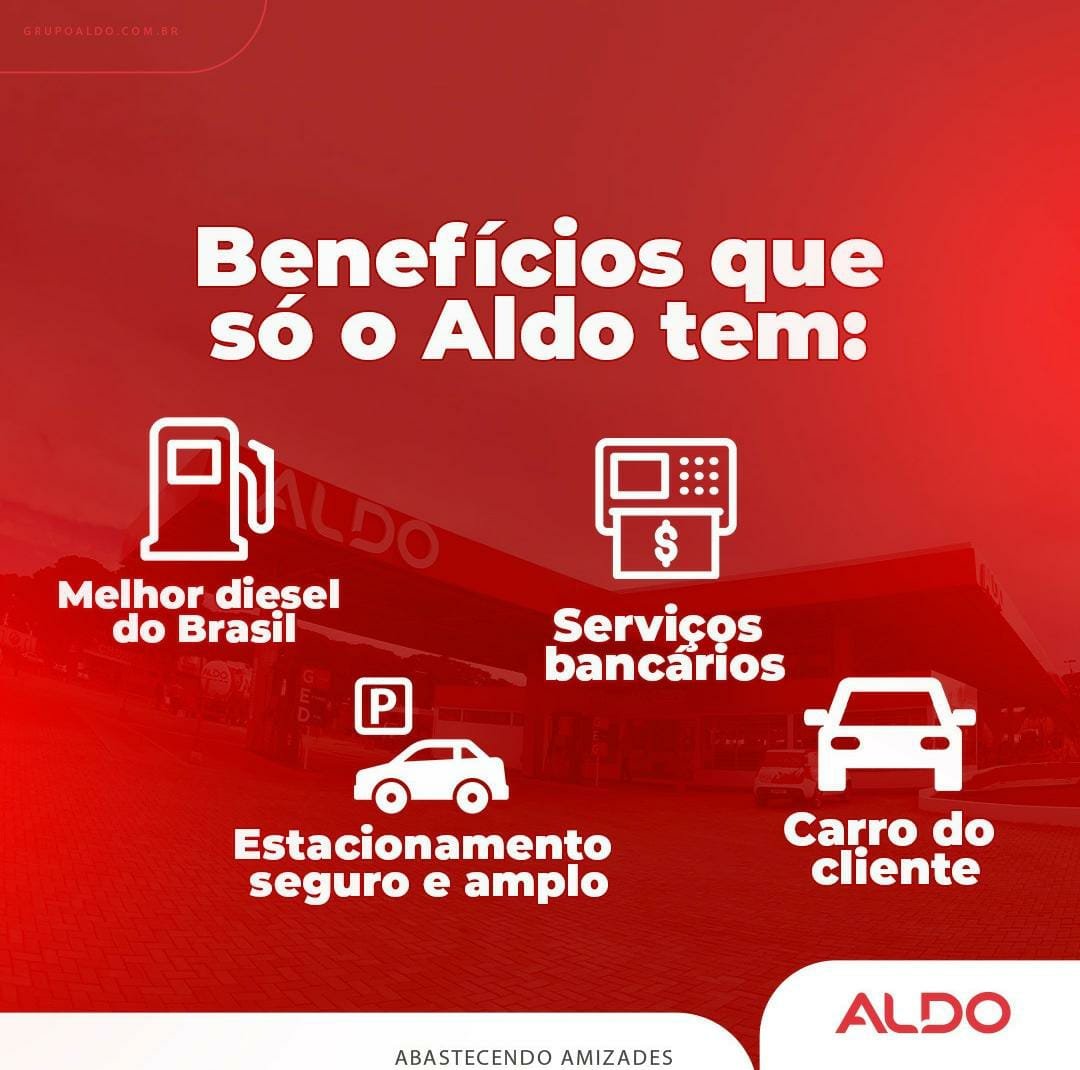 GRUPOALDO.COM.BR
Benefícios que
só o Aldo tem:
ALDO
Melhor diesel
do Brasil
$
Serviços
bancários
P
Estacionamento
seguro e amplo
Carro do
cliente
ALDO
ABASTECENDO AMIZADES